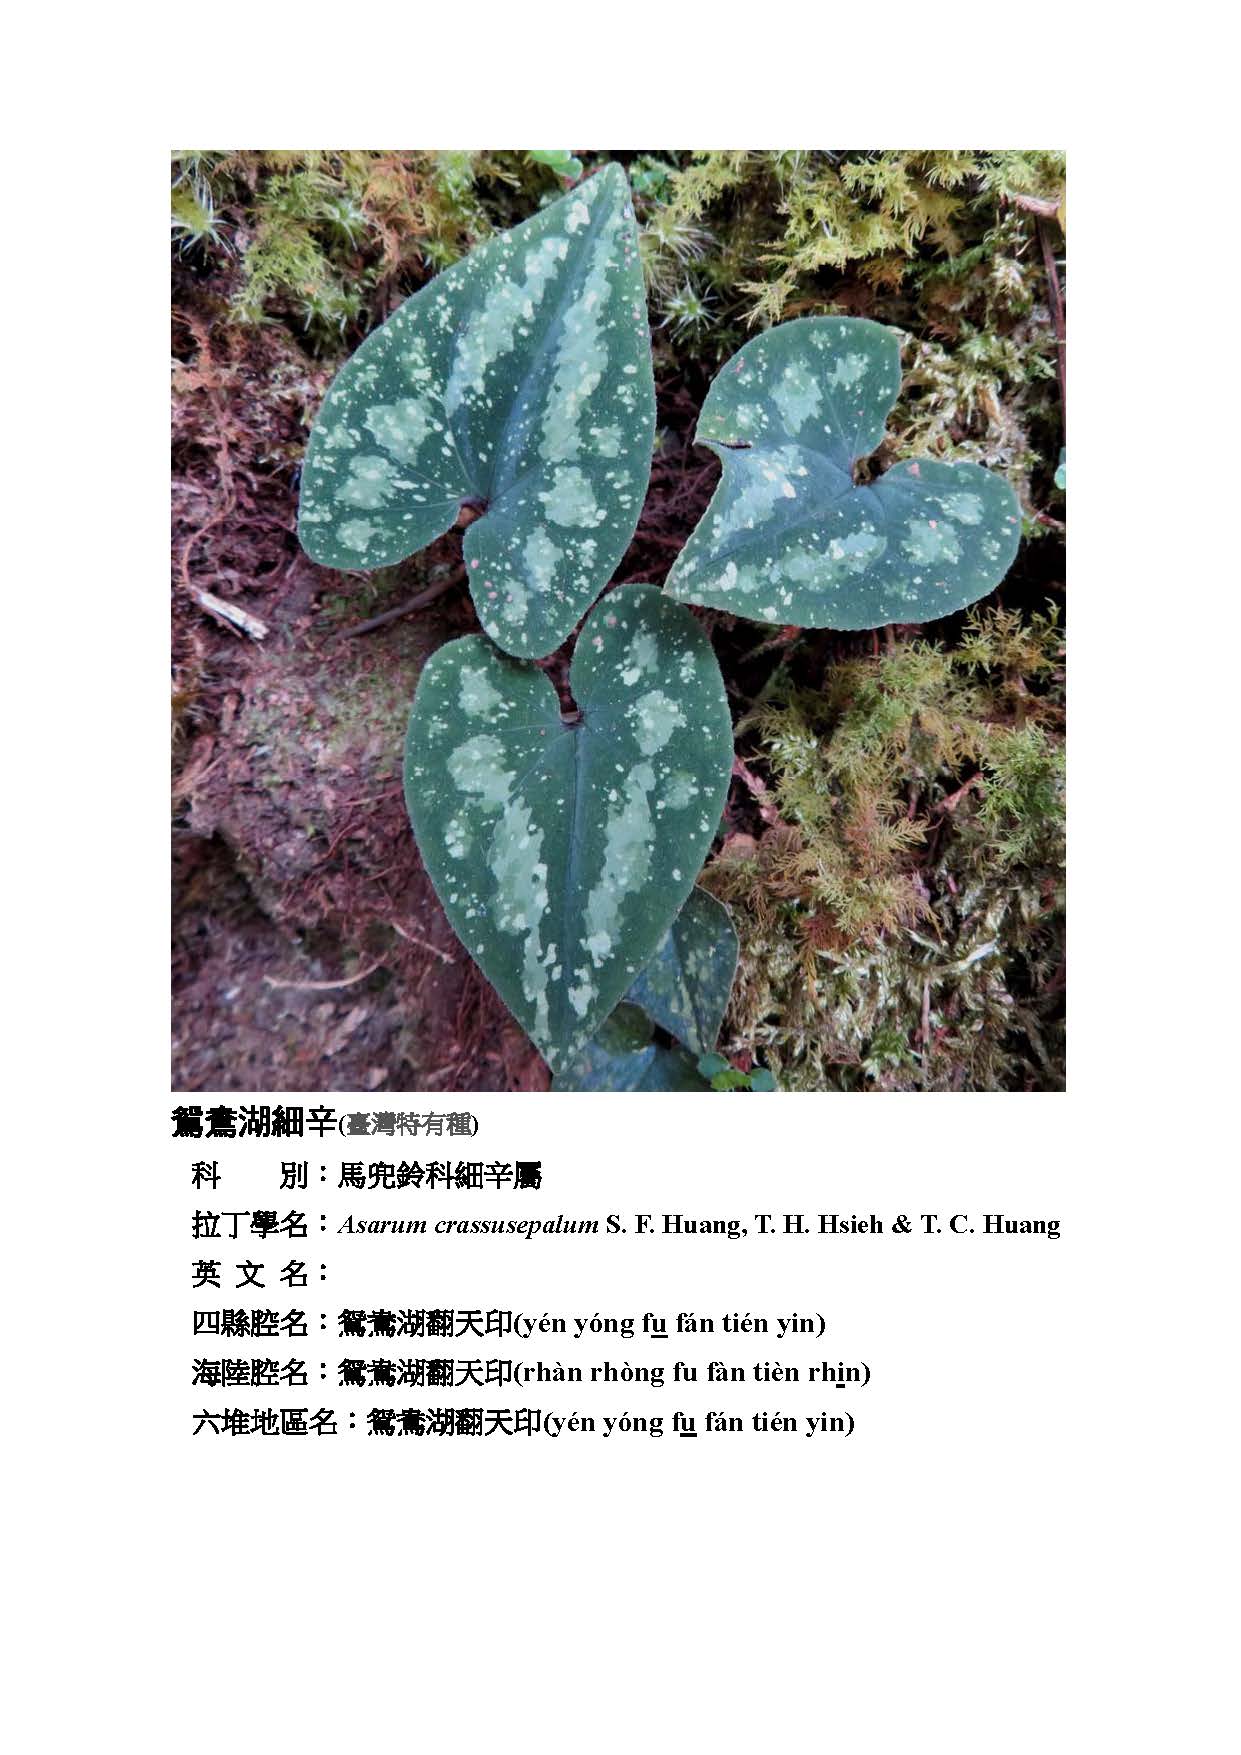 鴛鴦湖細辛(臺灣特有種)
科　　別：馬兜鈴科細辛屬
拉丁學名：Asarum crassusepalum S. F. Huang, T. H. Hsieh & T. C. Huang
英 文 名：
四縣腔名：鴛鴦湖翻天印(yén yóng fu fán tién yin)
海陸腔名：鴛鴦湖翻天印(rhàn rhòng fu fàn tièn rhin)
六堆地區名：鴛鴦湖翻天印(yén yóng fu fán tién yin)